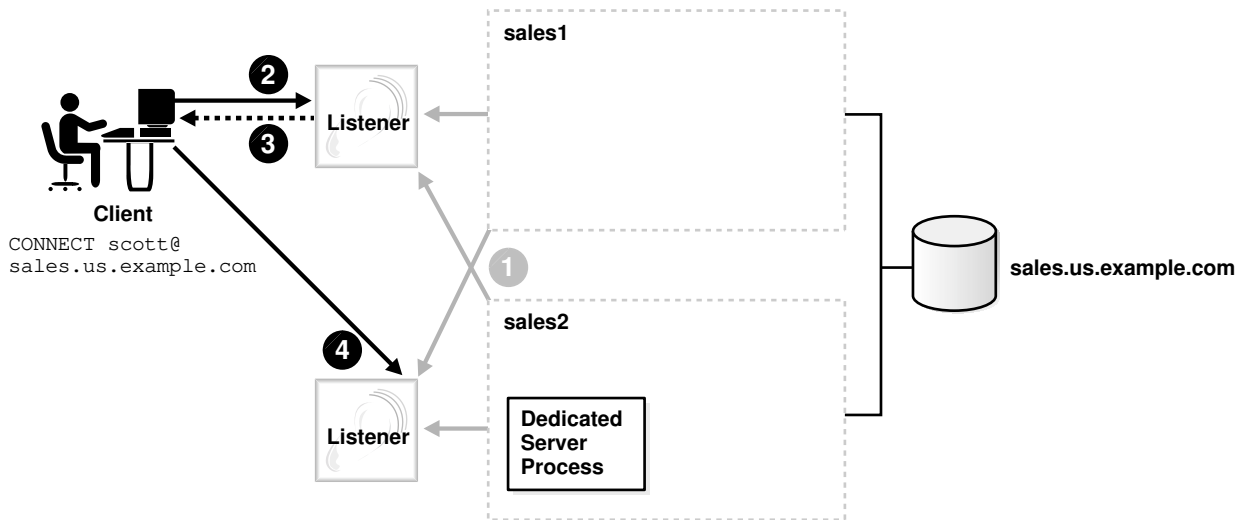 sales1
2
Listener
3
Client
CONNECT scott@
sales.us.example.com
1
sales.us.example.com
sales2
4
Listener
Dedicated
Server
Process